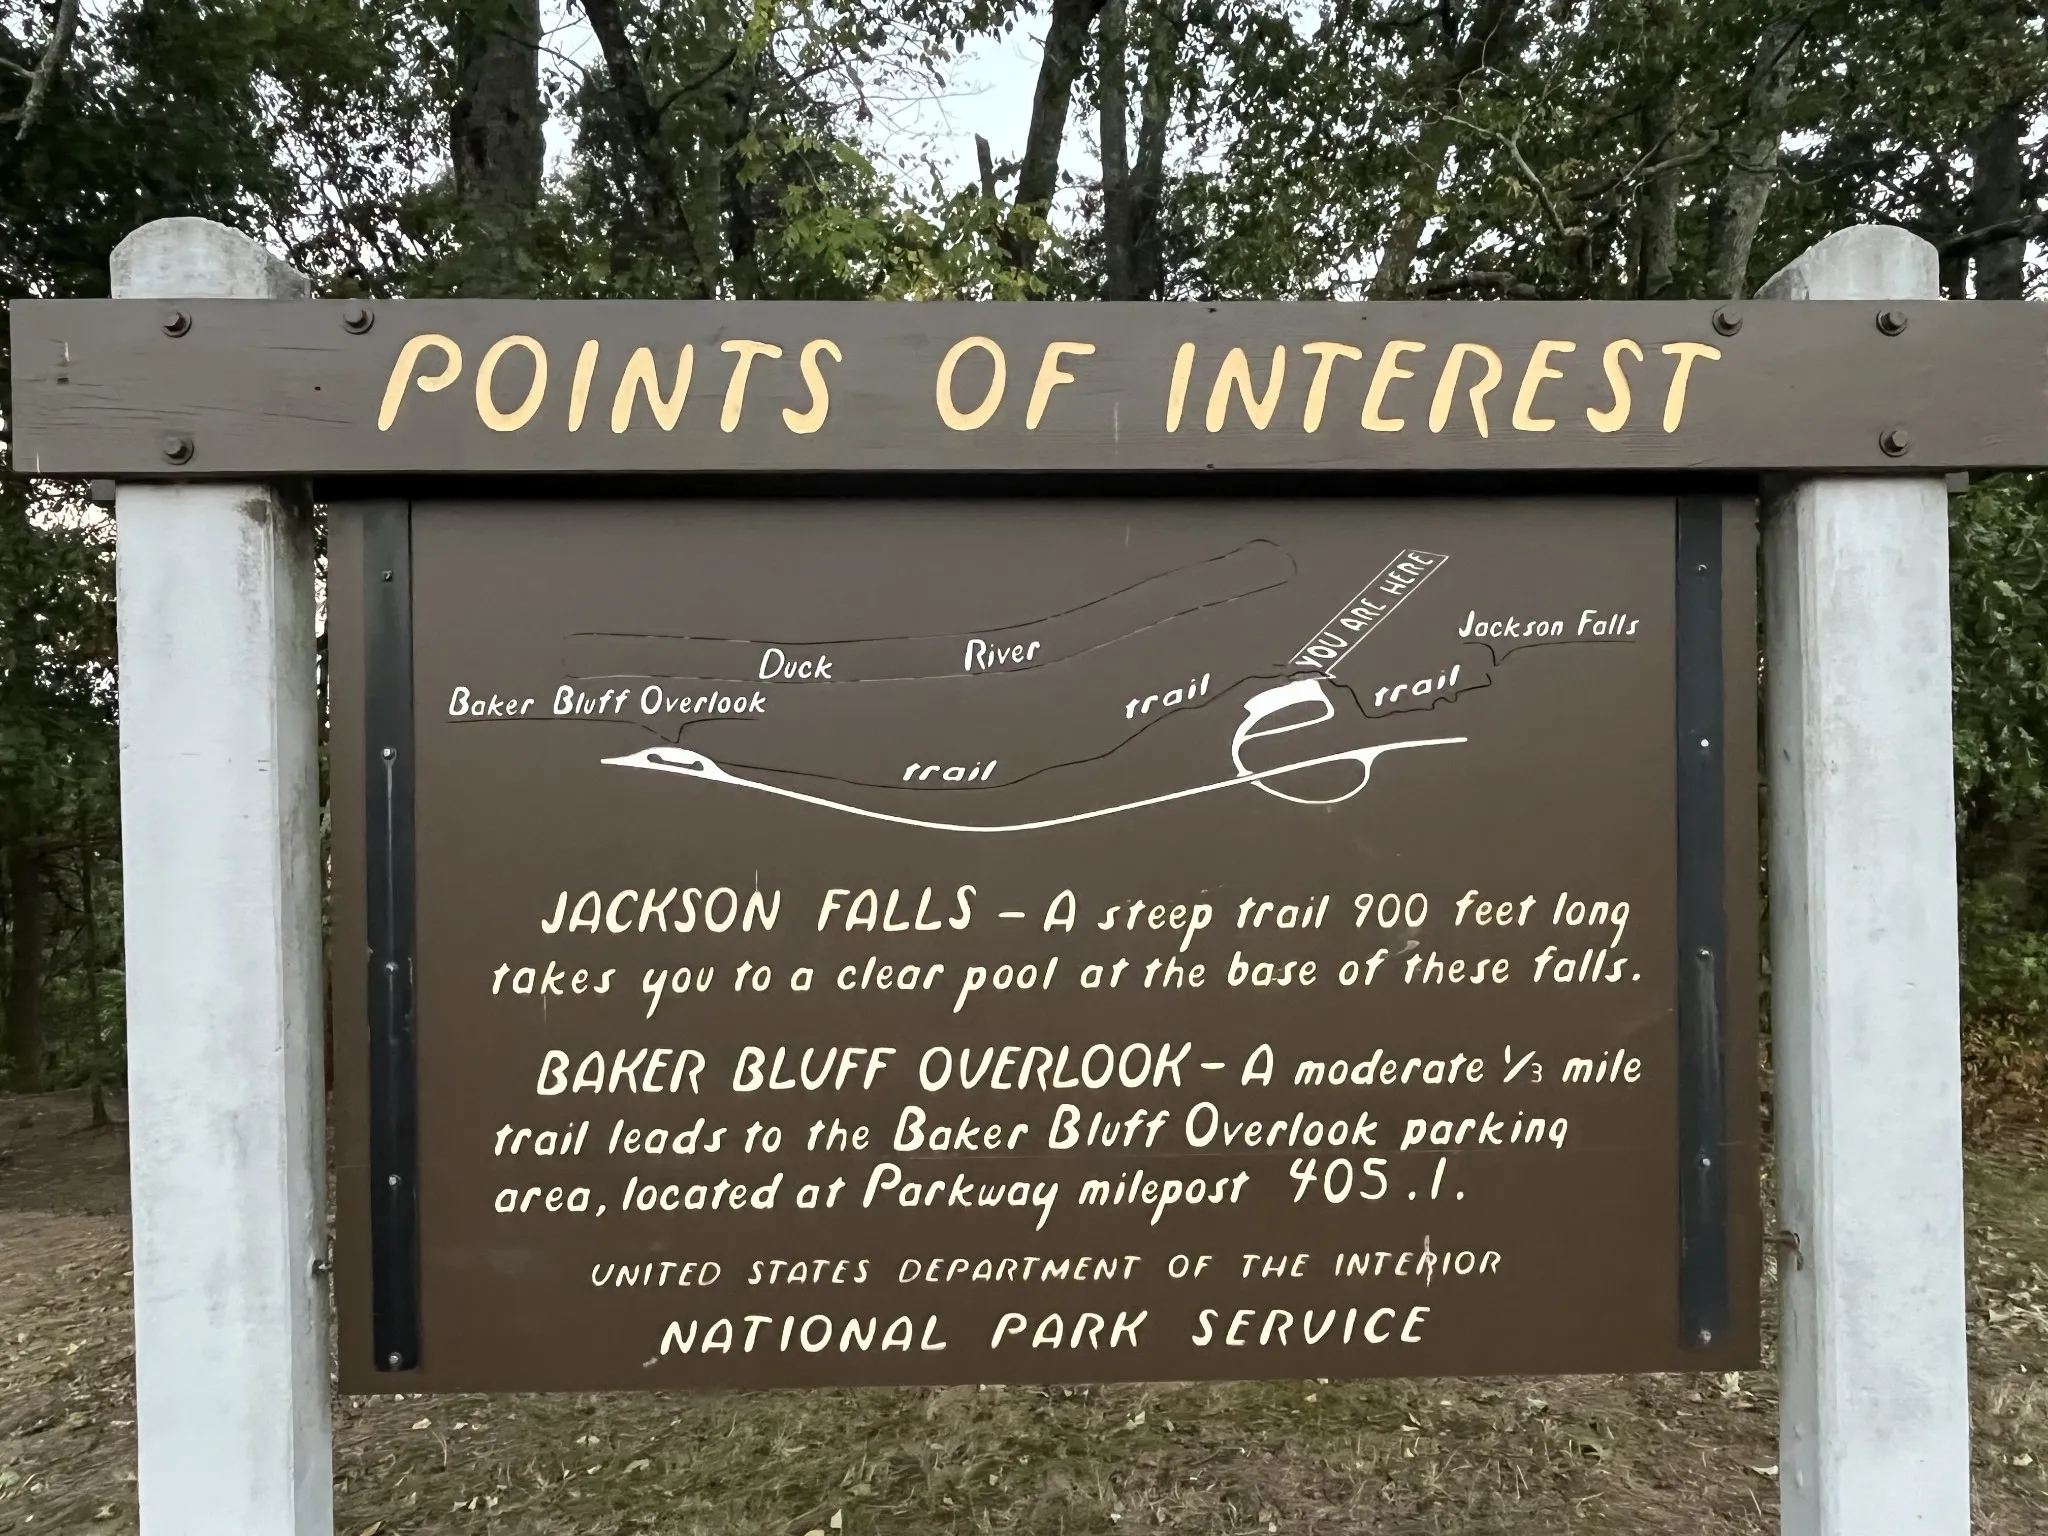 POINTS OF INTEREST
YOU ARE HERE
Jackson Falls
Duck River
trail
trail
Baker Bluff Overlook
trail
JACKSON FALLS – A steep trail 900 feet long
takes you to a clear pool at the base of these falls.
BAKER BLUFF OVERLOOK – A moderate 1/3 mile
trail leads to the Baker Bluff Overlook parking
area, located at Parkway milepost 405.1.
UNITED STATES DEPARTMENT OF THE INTERIOR
NATIONAL PARK SERVICE